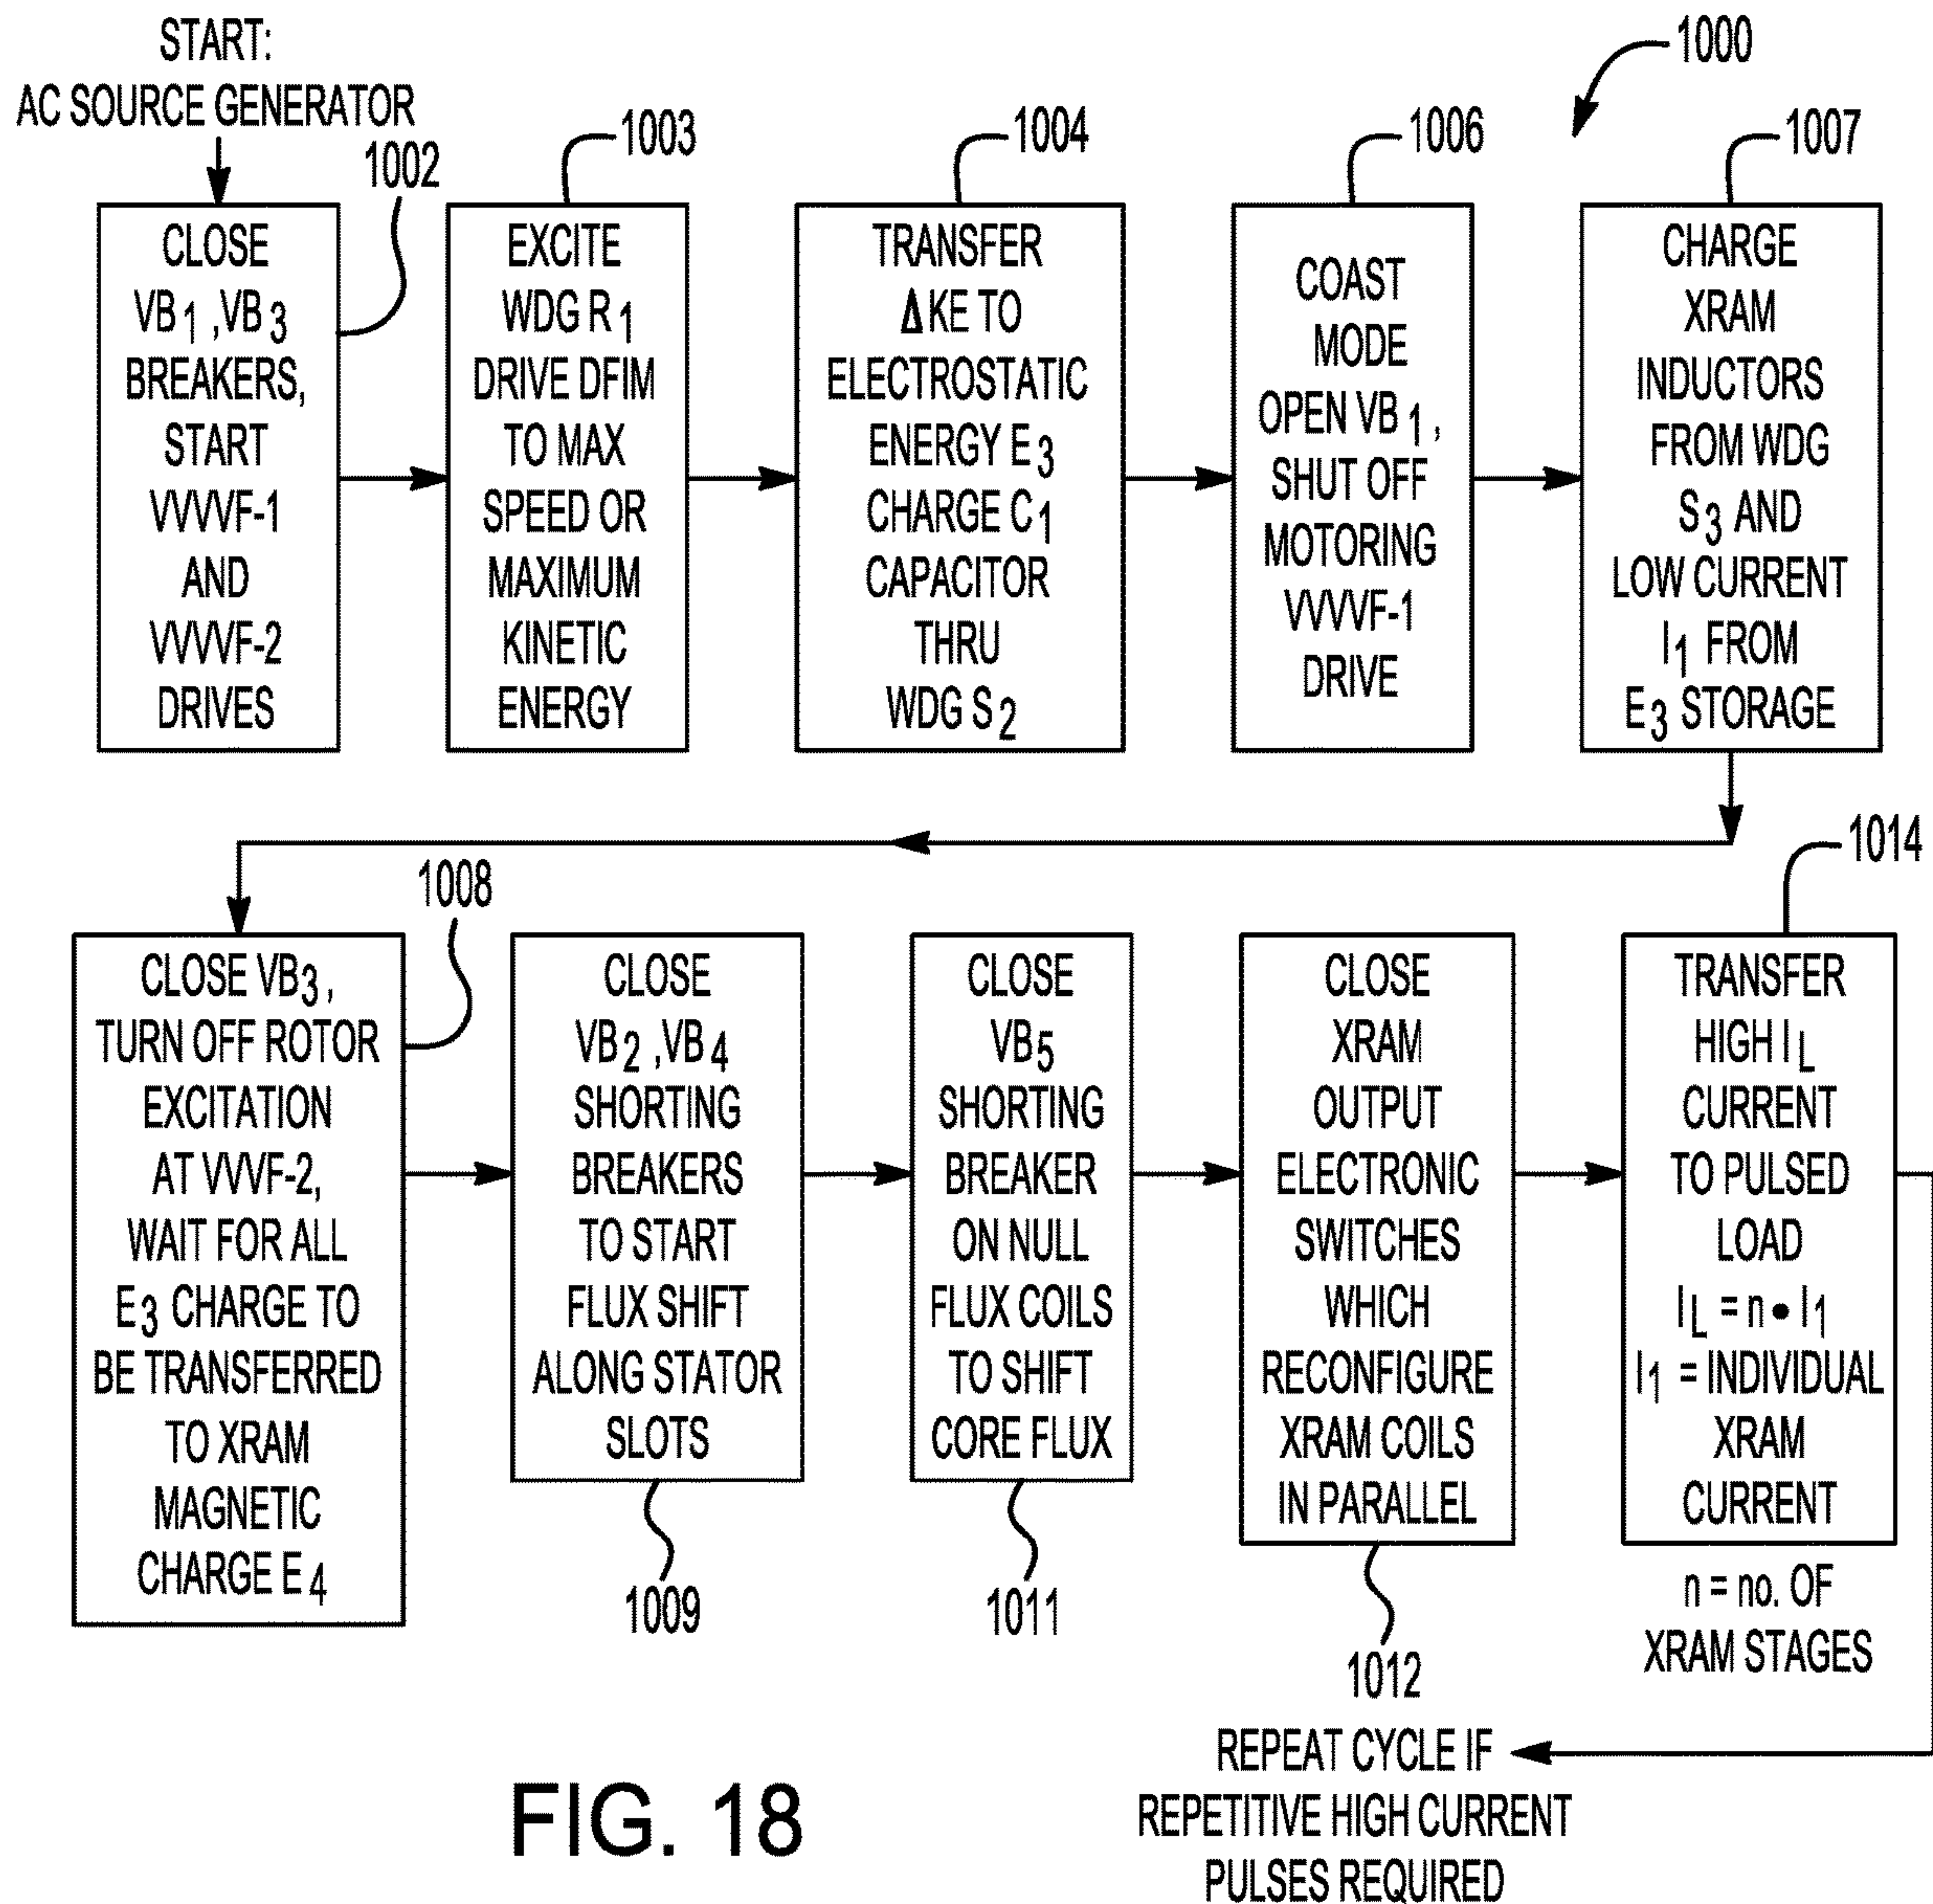 START:
AC SOURCE GENERATOR
1000
1002
1003
1004
1006
1007
CLOSE
VB1 ,VB3
BREAKERS,
START
VVVVF-1
AND
VVVVF-2
DRIVES
EXCITE
WDG R1
DRIVE DFIM
TO MAX
SPEED OR
MAXIMUM
KINETIC
ENERGY
TRANSFER
ΔKE TO
ELECTROSTATIC
ENERGY E3
CHARGE C1
CAPACITOR
THRU
WDG S2
COAST
MODE
OPEN VB1,
SHUT OFF
MOTORING
VVVVF-1
DRIVE
CHARGE
XRAM
INDUCTORS
FROM WDG
S3 AND
LOW CURRENT
I1 FROM
E3 STORAGE
1008
1014
CLOSE VB3,
TURN OFF ROTOR
EXCITATION
AT VVVF-2,
WAIT FOR ALL
E3 CHARGE TO
BE TRANSFERRED
TO XRAM
MAGNETIC
CHARGE E4
CLOSE
VB2 ,VB4
SHORTING
BREAKERS
TO START
FLUX SHIFT
ALONG STATOR
SLOTS
CLOSE
VB5
SHORTING
BREAKER
ON NULL
FLUX COILS
TO SHIFT
CORE FLUX
CLOSE
XRAM
OUTPUT
ELECTRONIC
SWITCHES
WHICH
RECONFIGURE
XRAM COILS
IN PARALLEL
TRANSFER
HIGH IL
CURRENT
TO PULSED
LOAD
IL = n • I1
I1 = INDIVIDUAL
XRAM
CURRENT
1009
1011
1012
n = no. OF
XRAM STAGES
REPEAT CYCLE IF
REPETITIVE HIGH CURRENT
PULSES REQUIRED
FIG. 18